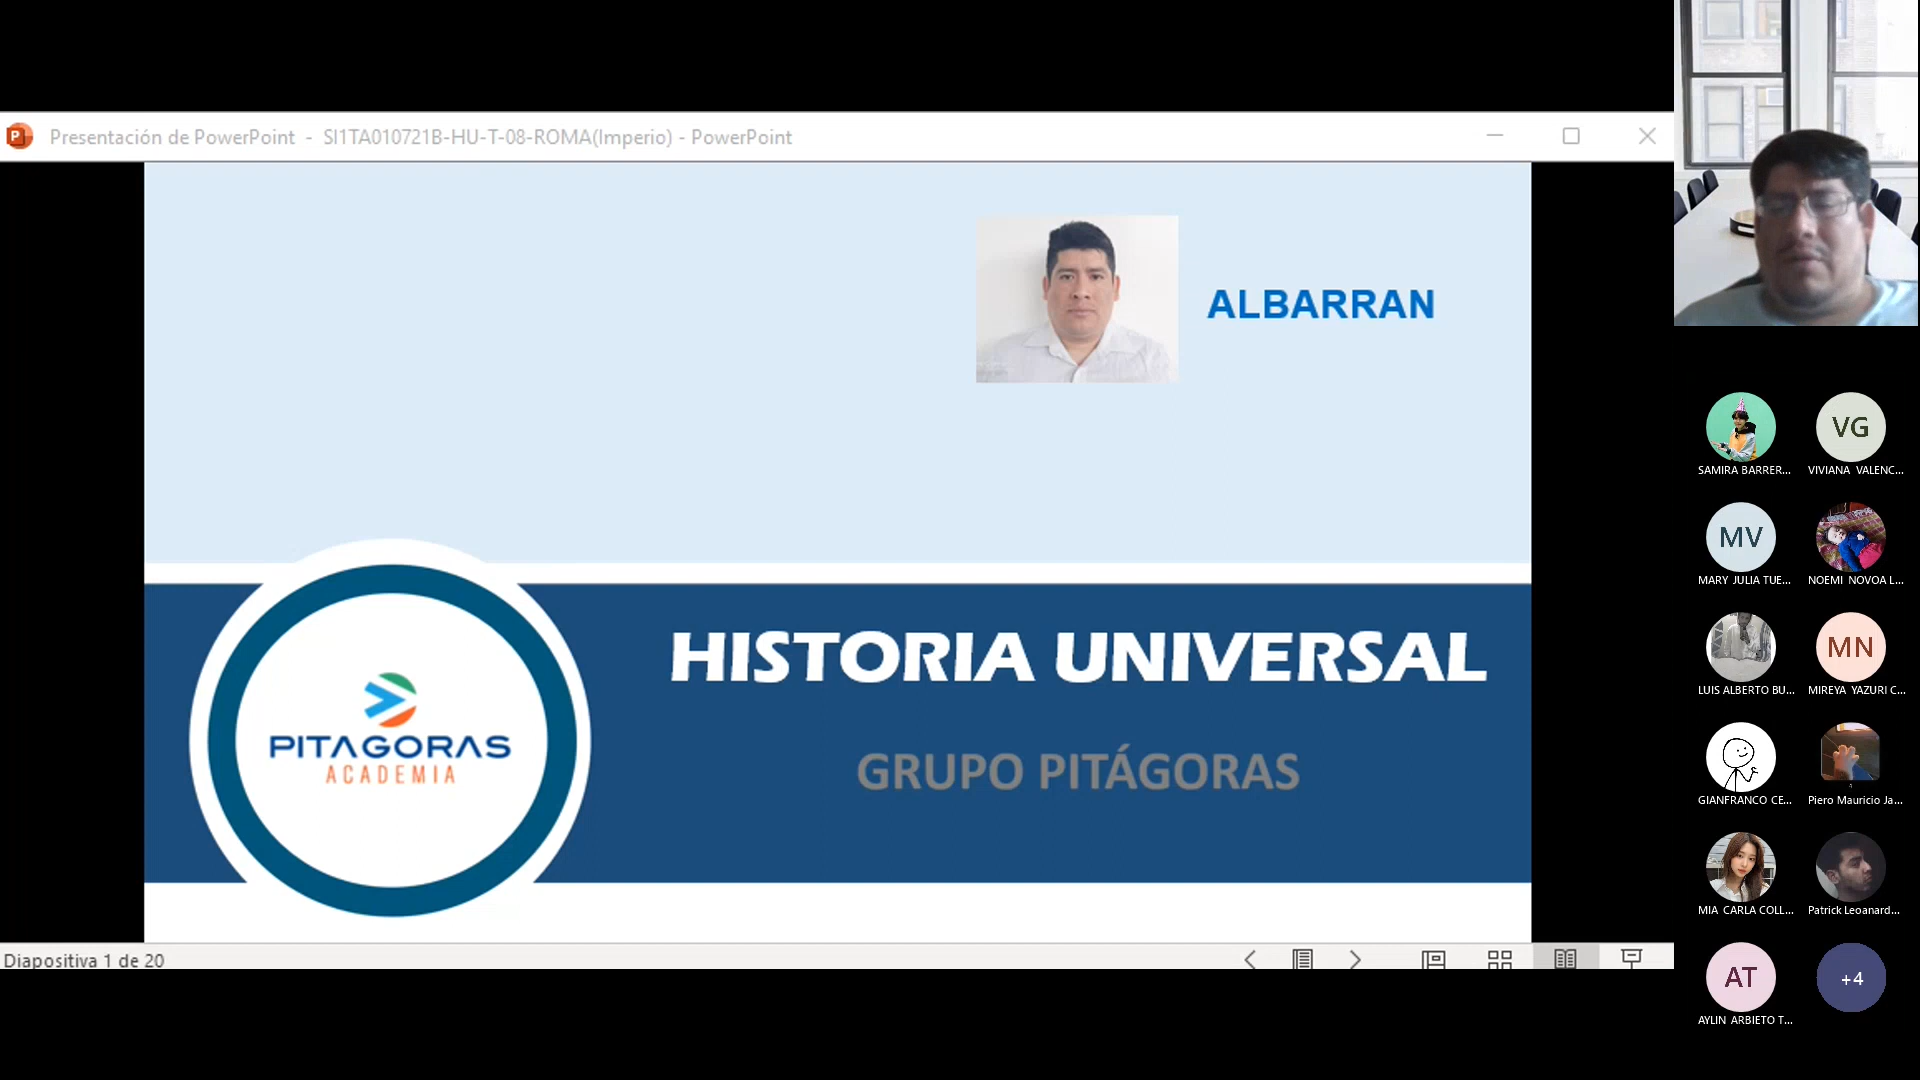 Presentación de PowerPoint - SI1TA010721B-HU-T-08-ROMA(Imperio) - PowerPoint
ALBARRAN
HISTORIA UNIVERSAL
GRUPO PITÁGORAS
PITAGORAS
ACADEMIA
Diapositiva 1 de 20
VG
SAMIRA BARRER...
VIVIANA VALENC...
MV
MARY JULIA TUE...
NOEMI NOVOA L...
MN
LUIS ALBERTO BU...
MIREYA YAZURI C...
GIANFRANCO CE...
Piero Mauricio Ja...
MIA CARLA COLL...
Patrick Leoanard...
AT
+4
AYLIN ARBIETO T...